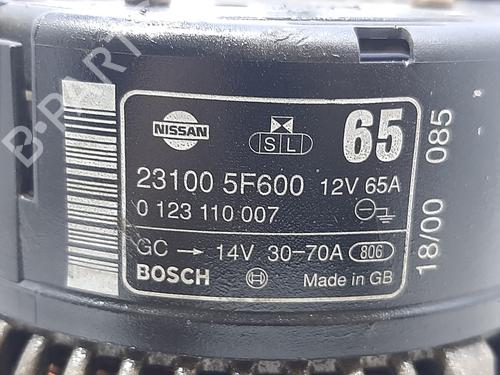 NISSAN
S L
65
23100 5F600 12V 65A
0 123 110 007
GC → 14V 30-70A 806
BOSCH Made in GB
18/00 085
B-PARTS